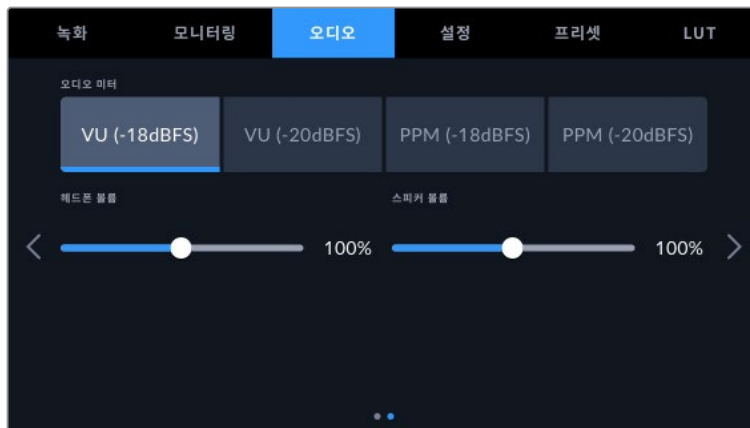 녹화 모니터링 오디오 설정 프리셋 LUT
오디오 미터
VU (-18dBFS) VU (-20dBFS) PPM (-18dBFS) PPM (-20dBFS)
헤드폰 볼륨 스피커 볼륨
100% 100%